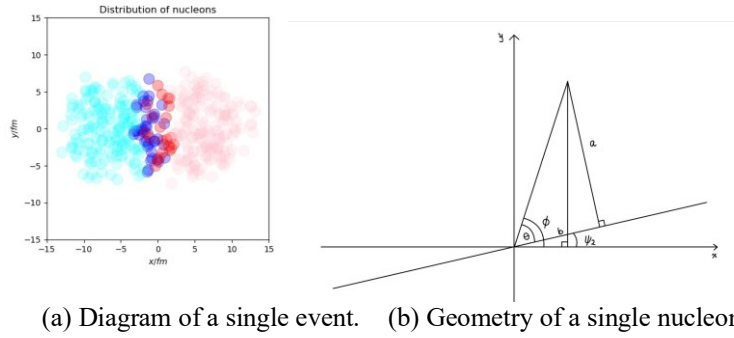 Distribution of nucleons
15
10
5
0
−5
−10
−15
y/fm
−15 −10 −5 0 5 10 15
x/fm
y
a
ϕ
θ
b
ψ2
x
(a) Diagram of a single event. (b) Geometry of a single nucleon